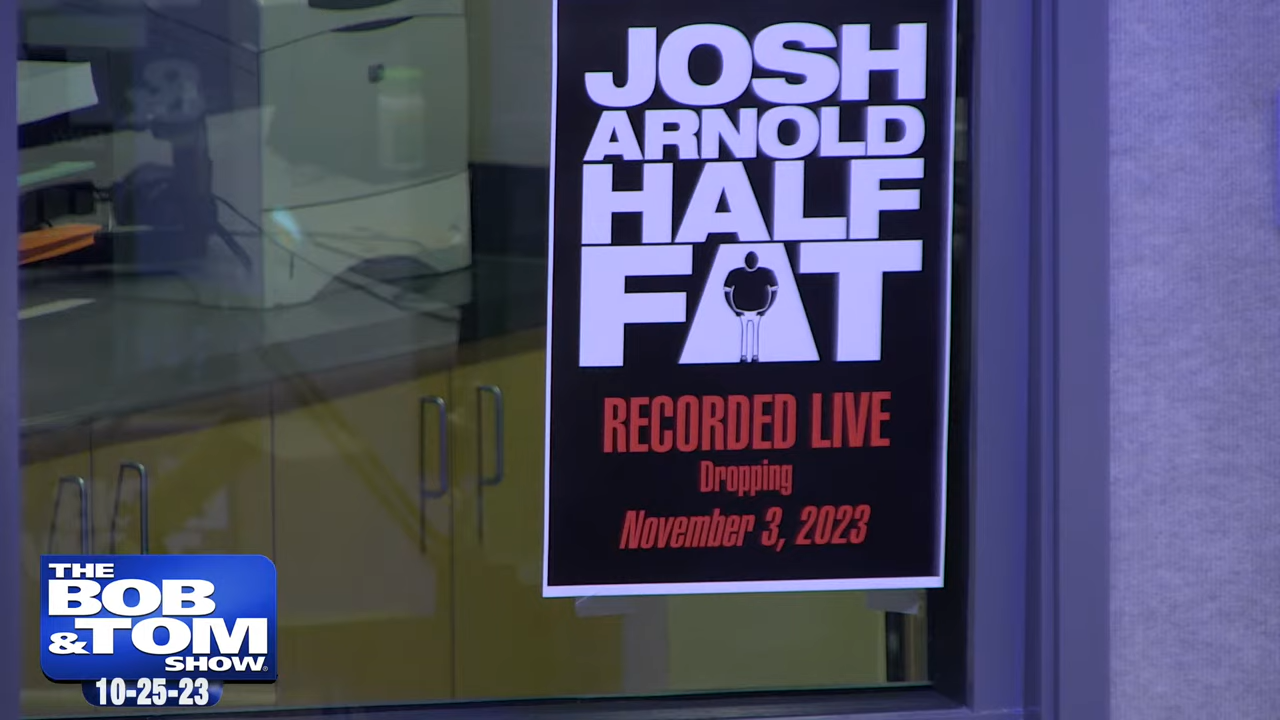 JOSH
ARNOLD
HALF
FAT
RECORDED LIVE
Dropping
November 3, 2023
THE
BOB
&TOM
SHOW
10-25-23